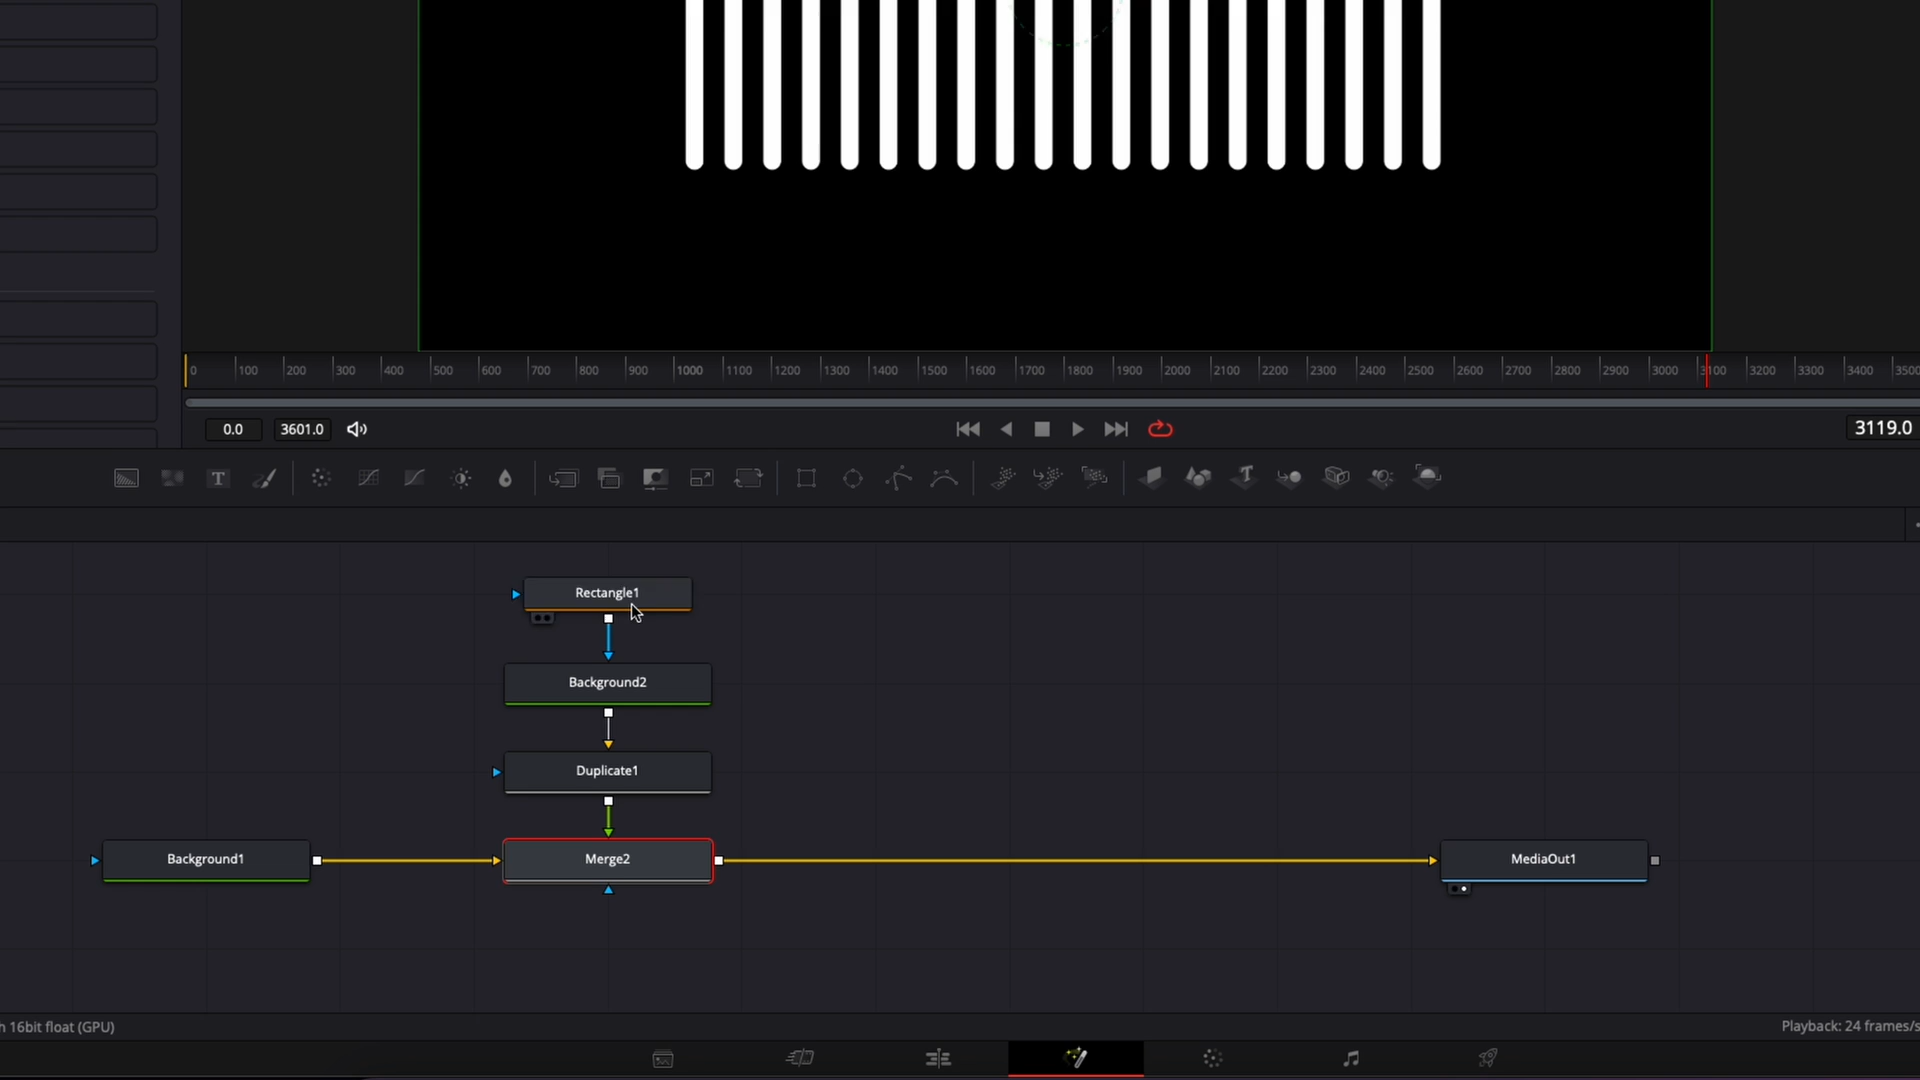 0 100 200 300 400 500 600 700 800 900 1000 1100 1200 1300 1400 1500 1600 1700 1800 1900 2000 2100 2200 2300 2400 2500 2600 2700 2800 2900 3000 3100 3200 3300 3400 3500
0.0 3601.0 3119.0
T T
Rectangle1
Background2
Duplicate1
Background1 Merge2 MediaOut1
h 16bit float (GPU) Playback: 24 frames/s